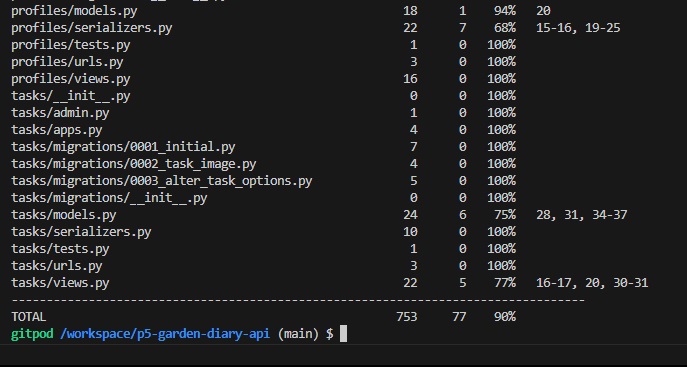 profiles/models.py 18 1 94% 20
profiles/serializers.py 22 7 68% 15-16, 19-25
profiles/tests.py 1 0 100%
profiles/urls.py 3 0 100%
profiles/views.py 16 0 100%
tasks/__init__.py 0 0 100%
tasks/admin.py 1 0 100%
tasks/apps.py 4 0 100%
tasks/migrations/0001_initial.py 7 0 100%
tasks/migrations/0002_task_image.py 4 0 100%
tasks/migrations/0003_alter_task_options.py 5 0 100%
tasks/migrations/__init__.py 0 0 100%
tasks/models.py 24 6 75% 28, 31, 34-37
tasks/serializers.py 10 0 100%
tasks/tests.py 1 0 100%
tasks/urls.py 3 0 100%
tasks/views.py 22 5 77% 16-17, 20, 30-31
---------------------------------------------------------------------------------
TOTAL 753 77 90%
gitpod /workspace/p5-garden-diary-api (main) $